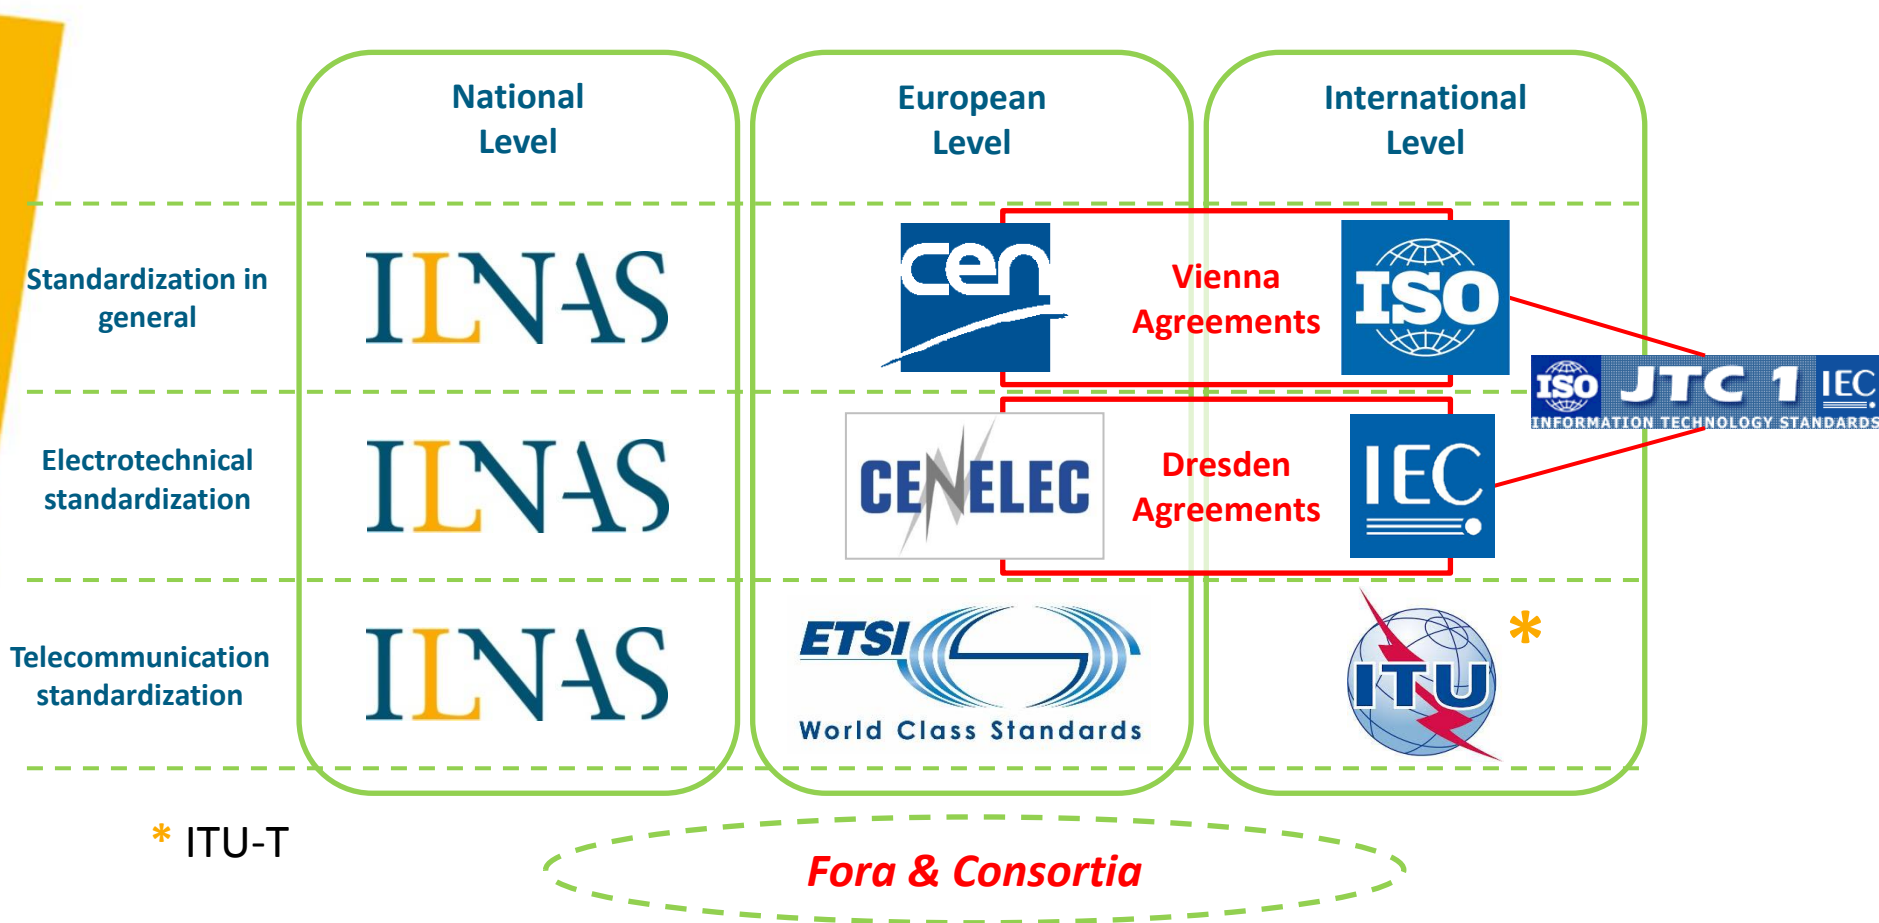 National
Level
European
Level
International
Level
Standardization in
general
ILNAS
cen
Vienna
Agreements
ISO
ISO JTC 1 IEC
INFORMATION TECHNOLOGY STANDARDS
Electrotechnical
standardization
ILNAS
CENELEC
Dresden
Agreements
IEC
Telecommunication
standardization
ILNAS
ETSI
World Class Standards
ITU
*
* ITU-T
Fora & Consortia